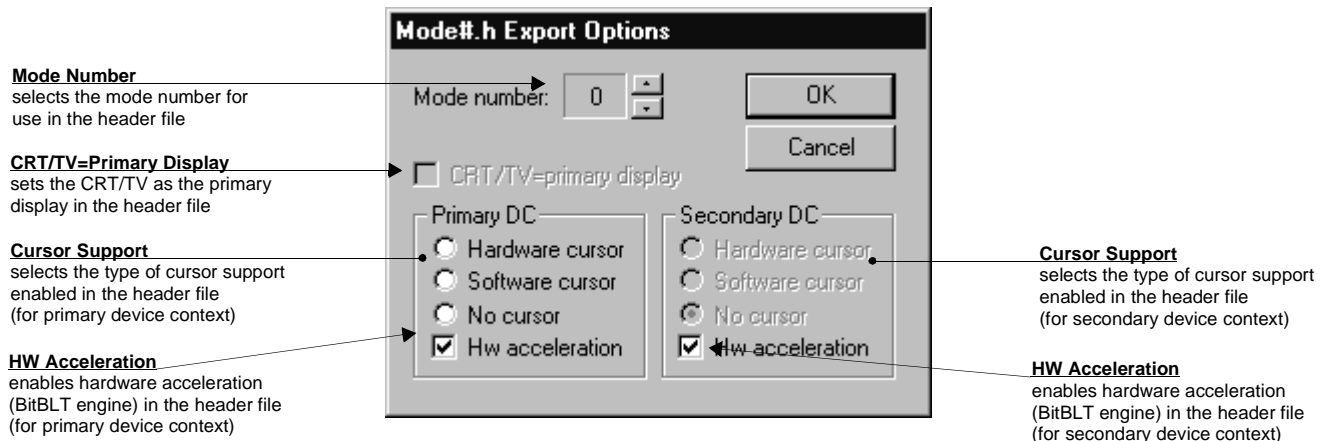 Mode#.h Export Options
Mode Number
selects the mode number for
use in the header file
Mode number:
0
OK
Cancel
CRT/TV=Primary Display
sets the CRT/TV as the primary
display in the header file
CRT/TV=primary display
Cursor Support
selects the type of cursor support
enabled in the header file
(for primary device context)
HW Acceleration
enables hardware acceleration
(BitBLT engine) in the header file
(for primary device context)
Primary DC
Hardware cursor
Software cursor
No cursor
Hw acceleration
Secondary DC
Hardware cursor
Software cursor
No cursor
Hw acceleration
Cursor Support
selects the type of cursor support
enabled in the header file
(for secondary device context)
HW Acceleration
enables hardware acceleration
(BitBLT engine) in the header file
(for secondary device context)